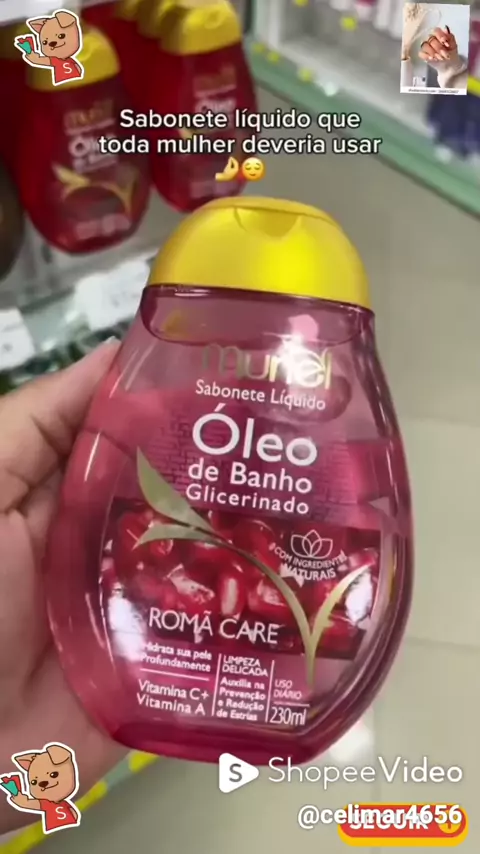 Sabonete líquido que
toda mulher deveria usar
muriel
Sabonete Líquido
Óleo
de Banho
Glicerinado
COM INGREDIENTES
NATURAIS
ROMÃ CARE
Hidrata sua pele
Profundamente
Vitamina C+
Vitamina A
LIMPEZA
DELICADA
Auxilia na
Prevenção
e Redução
de Estrias
USO
DIÁRIO
230ml
S Shopee Video
@celimar4656
SEGUIR